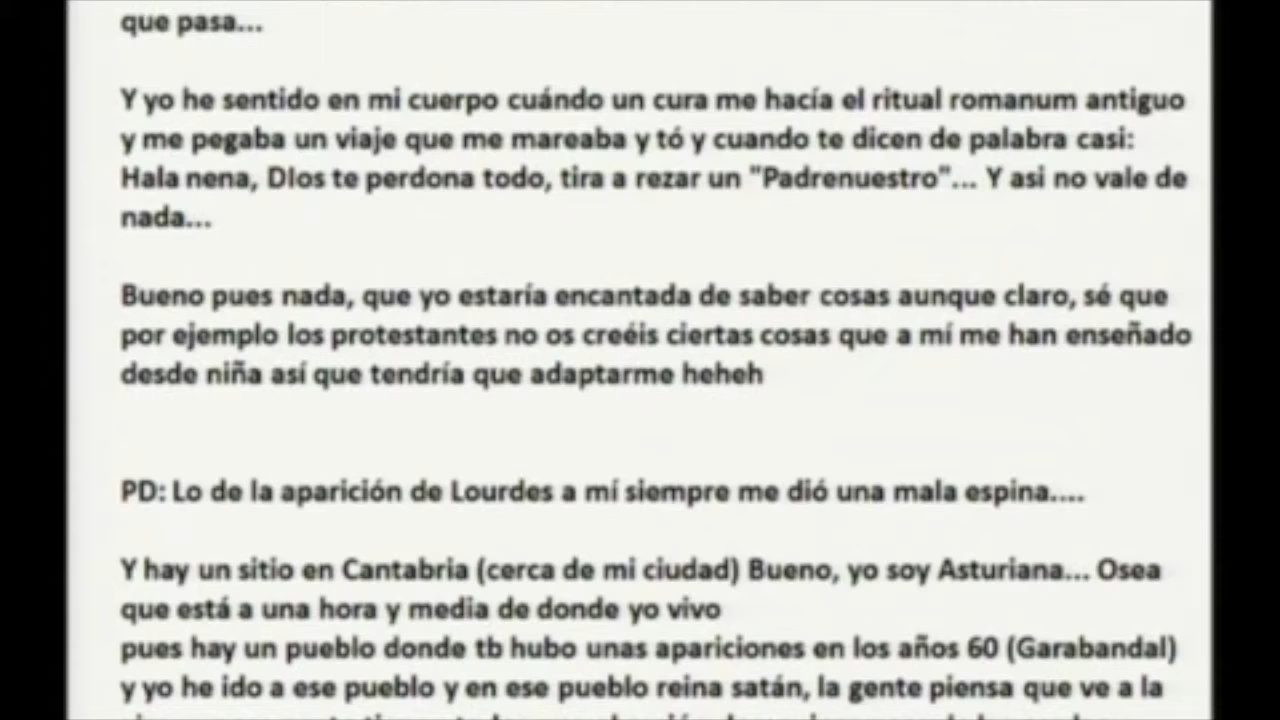 que pasa...
Y yo he sentido en mi cuerpo cuándo un cura me hacía el ritual romanum antiguo
y me pegaba un viaje que me mareaba y tó y cuando te dicen de palabra casi:
Hala nena, DIos te perdona todo, tira a rezar un "Padrenuestro"... Y asi no vale de
nada...
Bueno pues nada, que yo estaría encantada de saber cosas aunque claro, sé que
por ejemplo los protestantes no os creéis ciertas cosas que a mí me han enseñado
desde niña así que tendría que adaptarme heheh
PD: Lo de la aparición de Lourdes a mí siempre me dió una mala espina....
Y hay un sitio en Cantabria (cerca de mi ciudad) Bueno, yo soy Asturiana... Osea
que está a una hora y media de donde yo vivo
pues hay un pueblo donde tb hubo unas apariciones en los años 60 (Garabandal)
y yo he ido a ese pueblo y en ese pueblo reina satán, la gente piensa que ve a la